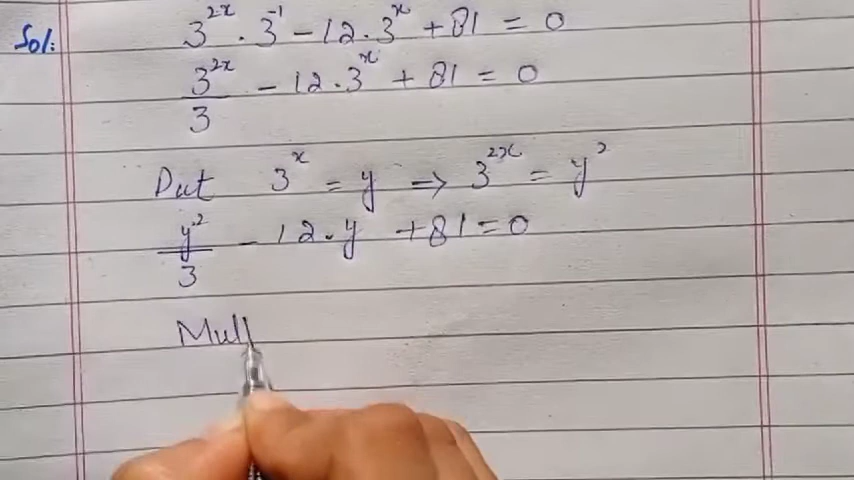 Sol:
3^{2x} . 3^{-1} - 12 . 3^{x} + 81 = 0
3^{2x}/3 - 12 . 3^{x} + 81 = 0
Put 3^{x} = y ⇒ 3^{2x} = y^{2}
y^{2}/3 - 12 . y + 81 = 0
Mul